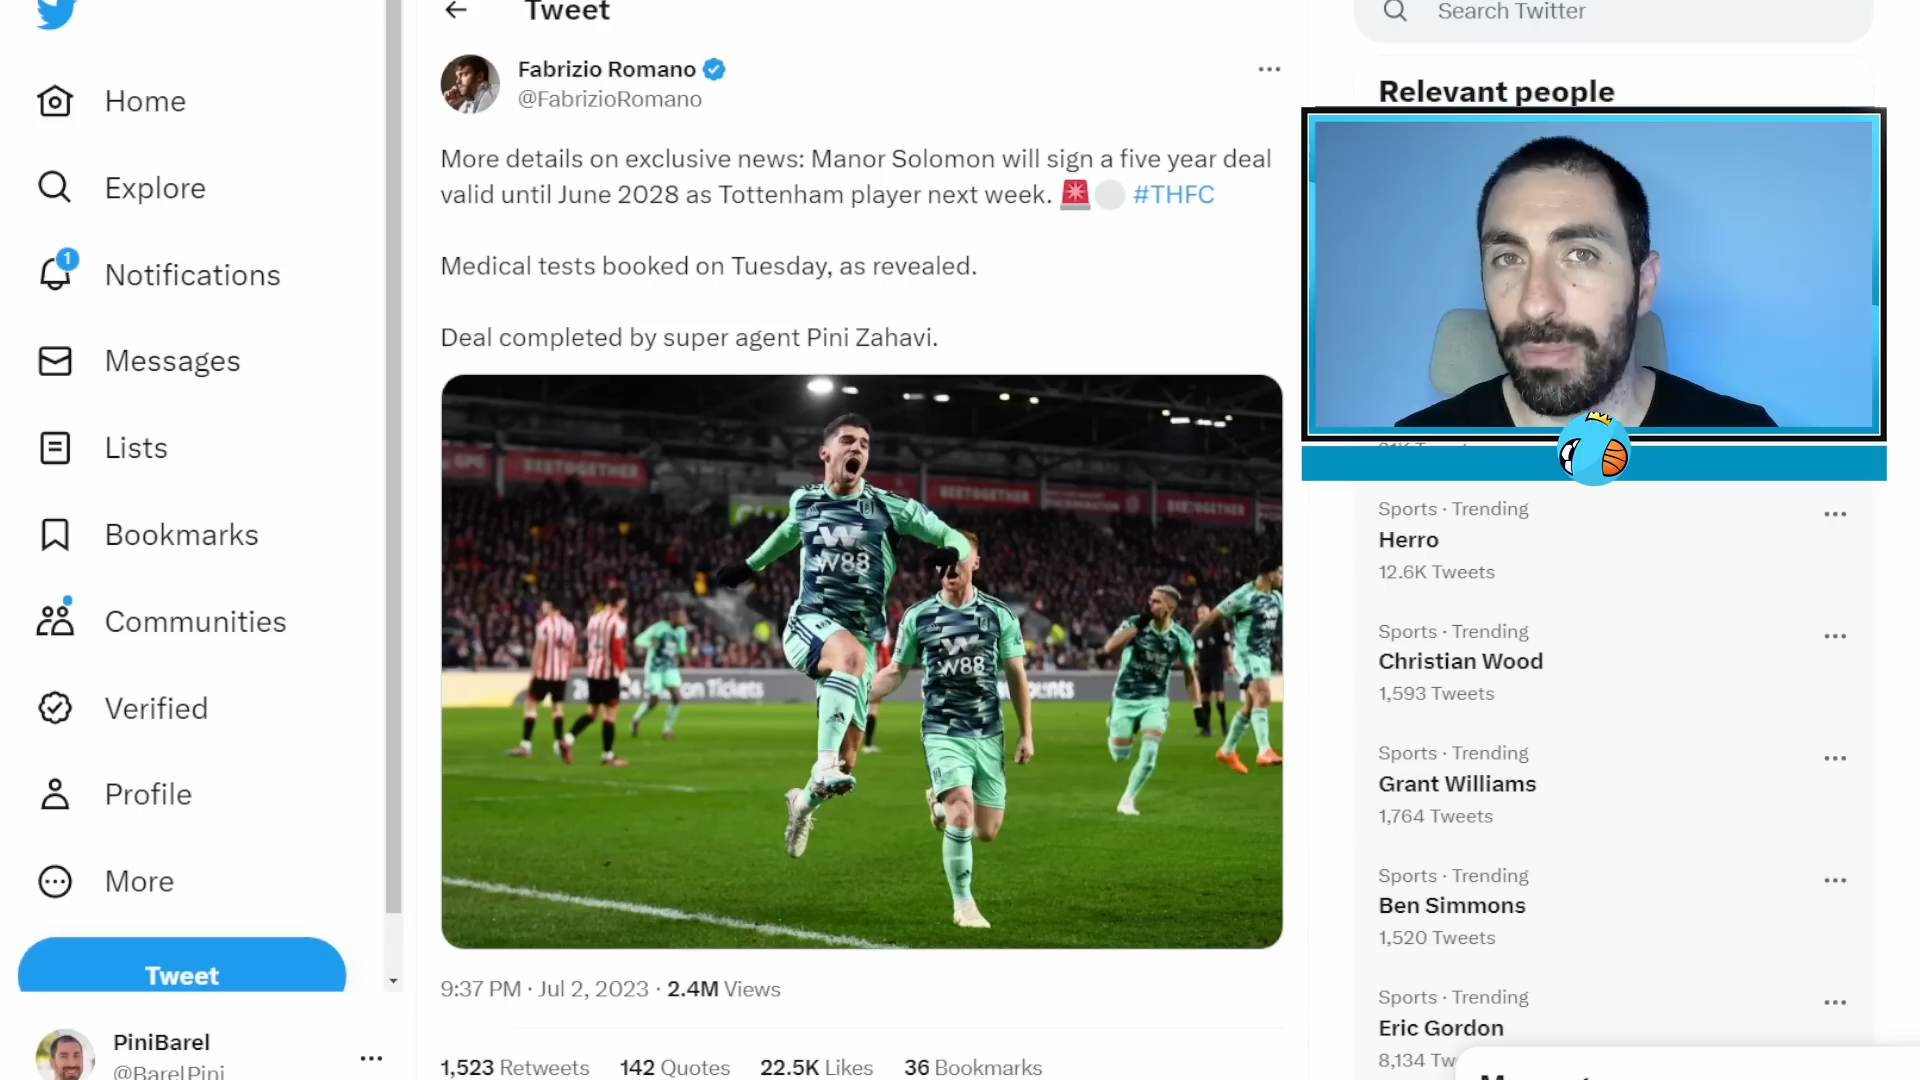 Tweet
Search Twitter
Home
Explore
1
Notifications
Messages
Lists
Bookmarks
Communities
Verified
Profile
More
Tweet
PiniBarel
@BarelPini
Fabrizio Romano
@FabrizioRomano
More details on exclusive news: Manor Solomon will sign a five year deal
valid until June 2028 as Tottenham player next week. #THFC
Medical tests booked on Tuesday, as revealed.
Deal completed by super agent Pini Zahavi.
W88
W88
9:37 PM · Jul 2, 2023 · 2.4M Views
1,523 Retweets 142 Quotes 22.5K Likes 36 Bookmarks
Relevant people
Sports · Trending
Herro
12.6K Tweets
Sports · Trending
Christian Wood
1,593 Tweets
Sports · Trending
Grant Williams
1,764 Tweets
Sports · Trending
Ben Simmons
1,520 Tweets
Sports · Trending
Eric Gordon
8,134 Tw